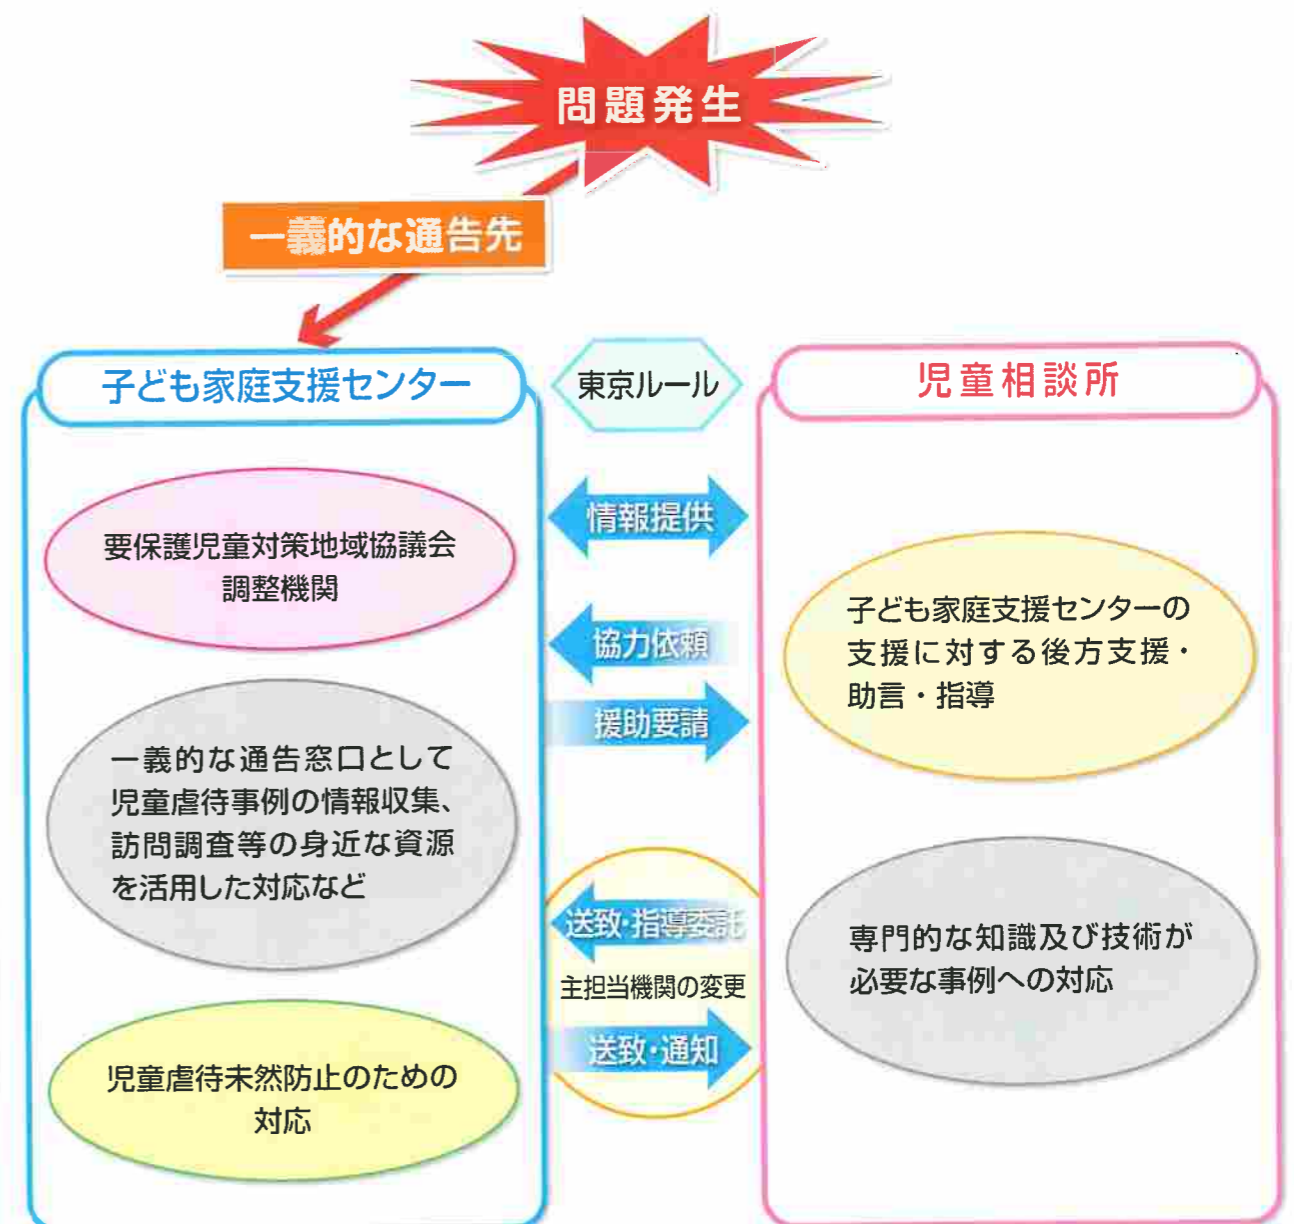 問題発生
一義的な通告先
子ども家庭支援センター
東京ルール
児童相談所
要保護児童対策地域協議会
調整機関
一義的な通告窓口として
児童虐待事例の情報収集、
訪問調査等の身近な資源
を活用した対応など
児童虐待未然防止のための
対応
情報提供
協力依頼
援助要請
送致・指導委託
主担当機関の変更
送致・通知
子ども家庭支援センターの
支援に対する後方支援・
助言・指導
専門的な知識及び技術が
必要な事例への対応